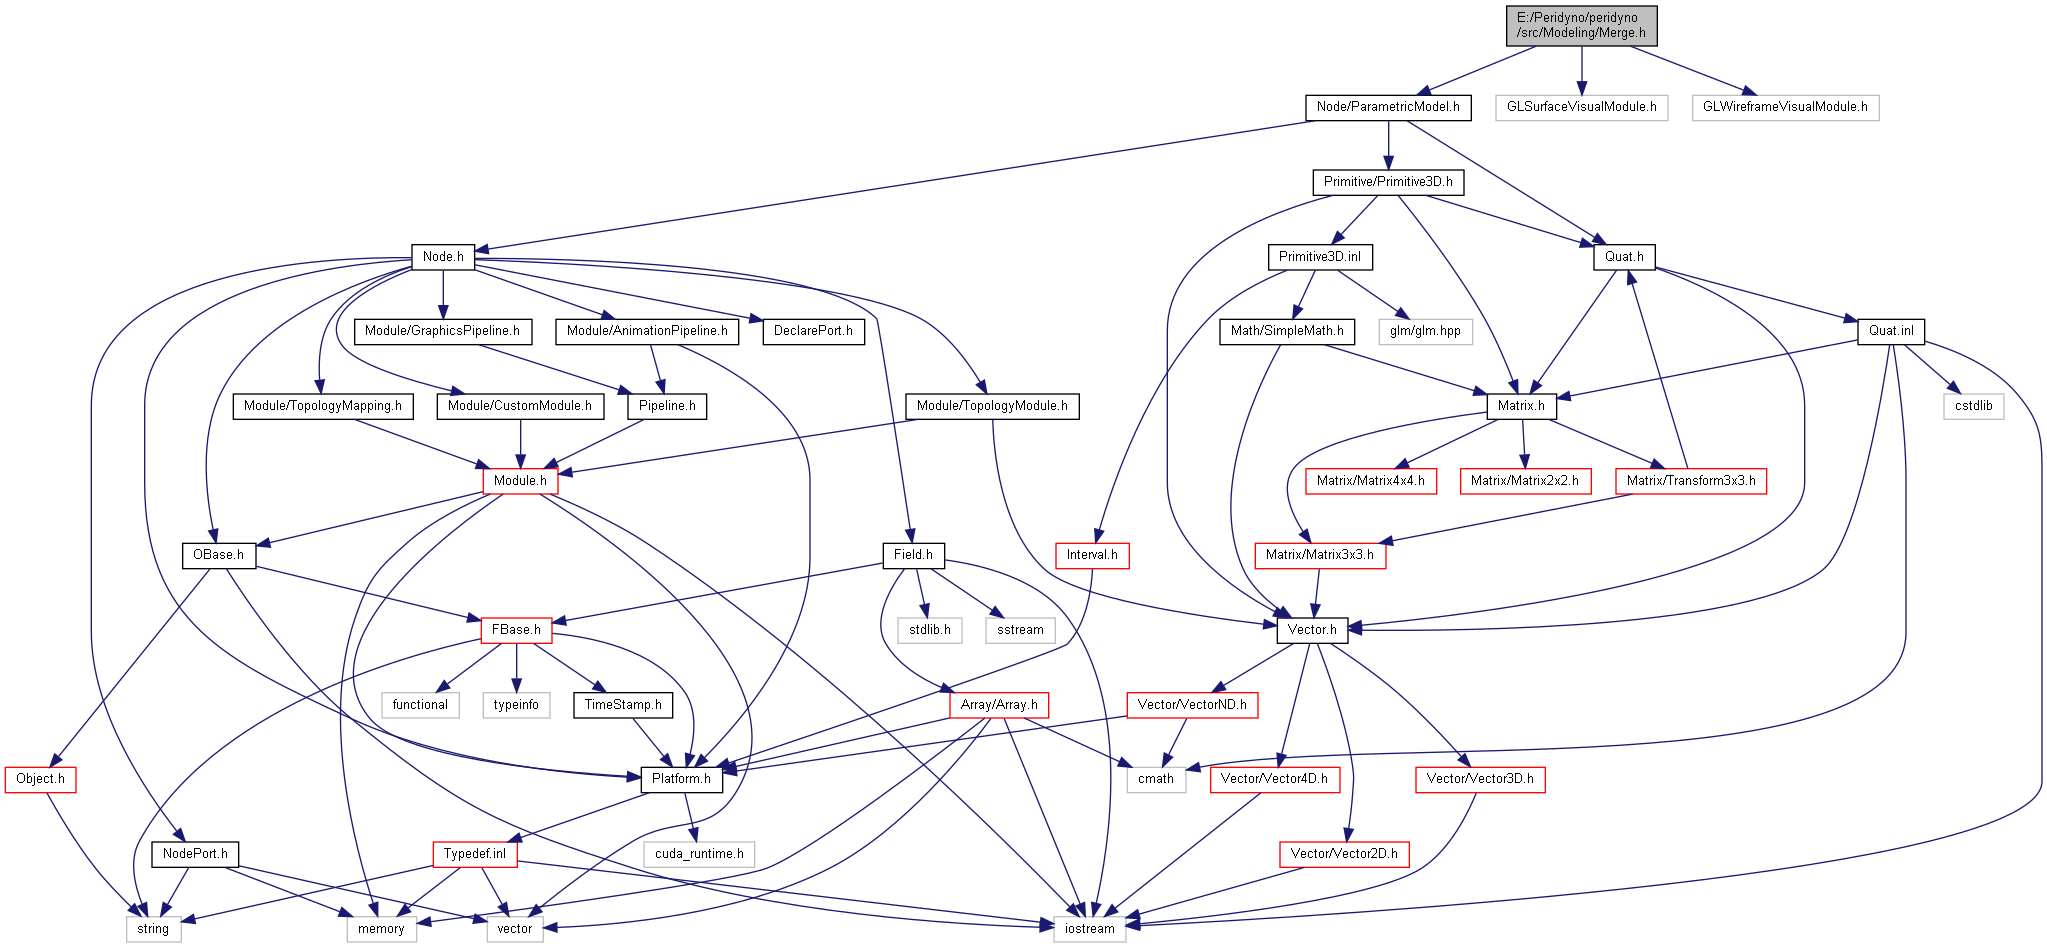 E:/Peridyno/peridyno
/src/Modeling/Merge.h
Node/ParametricModel.h
GLSurfaceVisualModule.h
GLWireframeVisualModule.h
Primitive/Primitive3D.h
Node.h
Primitive3D.inl
Quat.h
Module/GraphicsPipeline.h
Module/AnimationPipeline.h
DeclarePort.h
Math/SimpleMath.h
glm/glm.hpp
Quat.inl
Module/TopologyMapping.h
Module/CustomModule.h
Pipeline.h
Module/TopologyModule.h
Matrix.h
cstdlib
Module.h
Matrix/Matrix4x4.h
Matrix/Matrix2x2.h
Matrix/Transform3x3.h
OBase.h
Field.h
Interval.h
Matrix/Matrix3x3.h
FBase.h
stdlib.h
sstream
Vector.h
functional
typeinfo
TimeStamp.h
Array/Array.h
Vector/VectorND.h
Object.h
Platform.h
cmath
Vector/Vector4D.h
Vector/Vector3D.h
NodePort.h
Typedef.inl
cuda_runtime.h
Vector/Vector2D.h
string
memory
vector
iostream